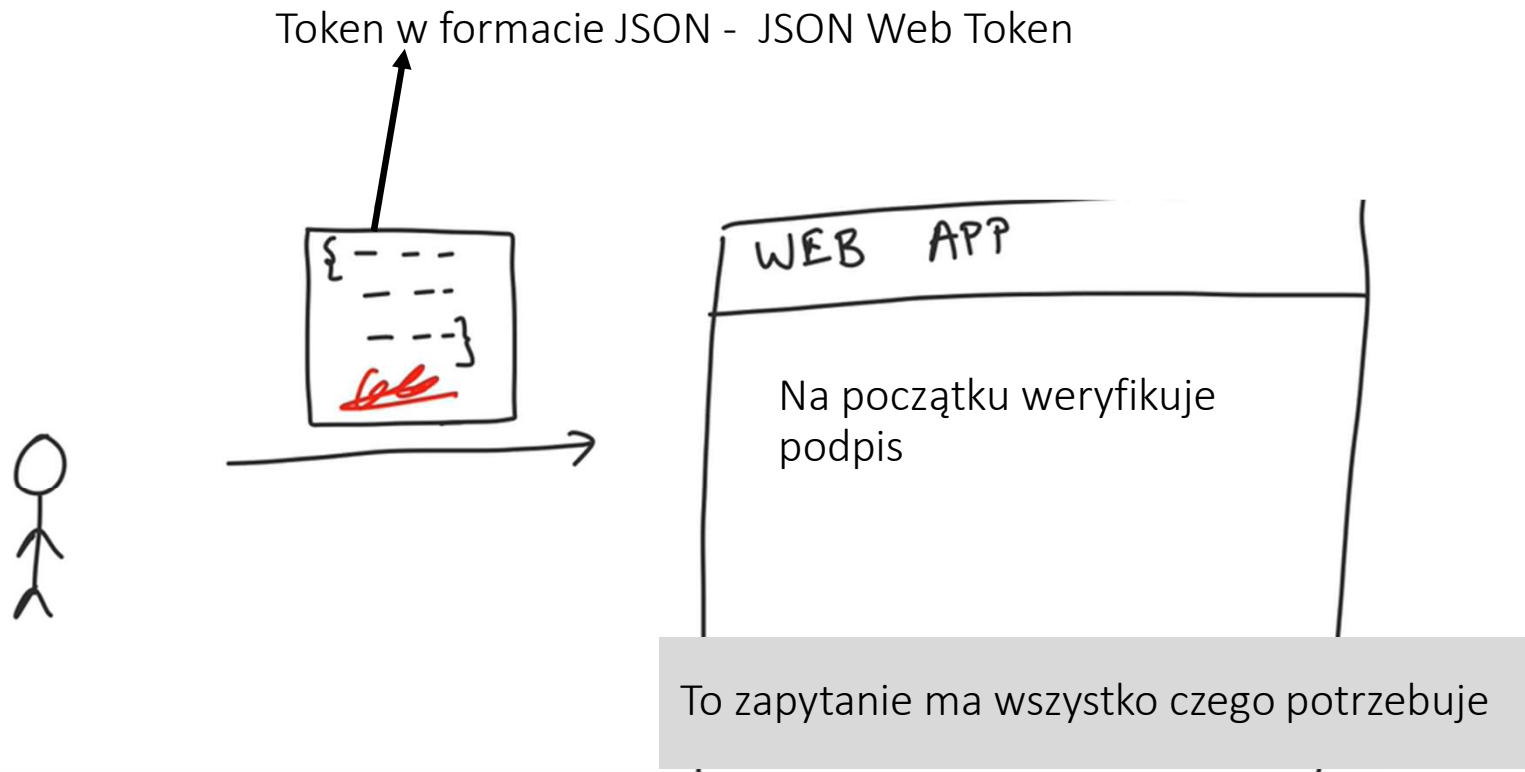 Token w formacie JSON - JSON Web Token
WEB APP
Na początku weryfikuje
podpis
To zapytanie ma wszystko czego potrzebuje